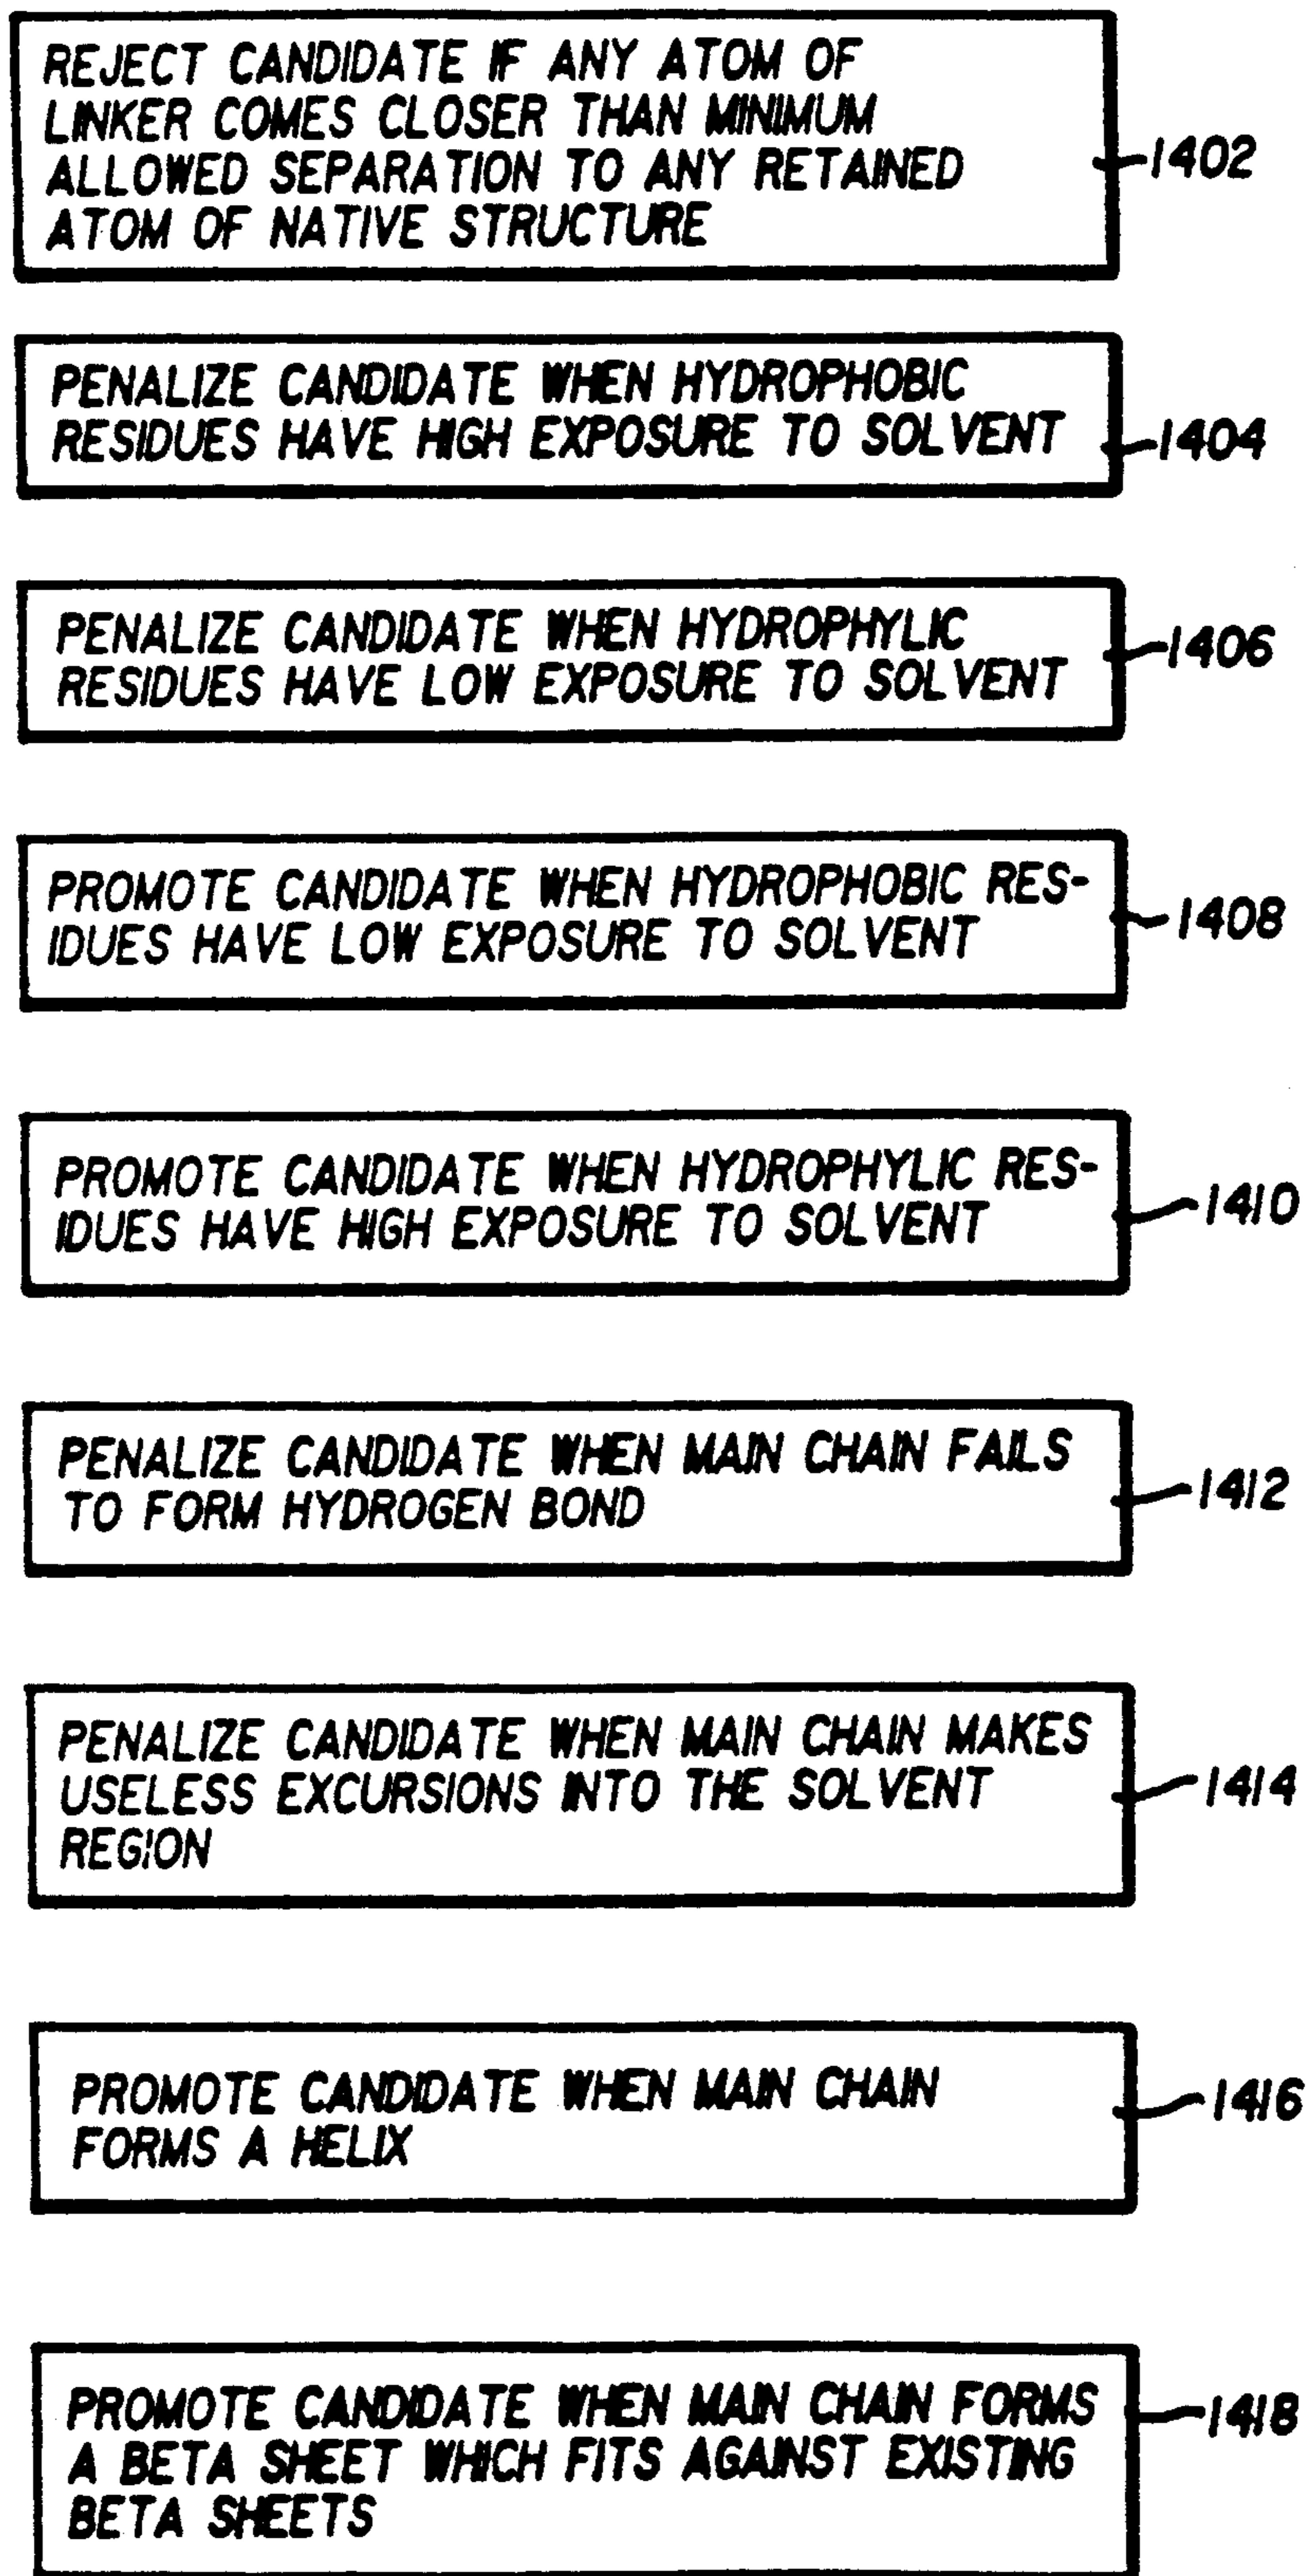 REJECT CANDIDATE IF ANY ATOM OF
LINKER COMES CLOSER THAN MINIMUM
ALLOWED SEPARATION TO ANY RETAINED
ATOM OF NATIVE STRUCTURE
1402
PENALIZE CANDIDATE WHEN HYDROPHOBIC
RESIDUES HAVE HIGH EXPOSURE TO SOLVENT
1404
PENALIZE CANDIDATE WHEN HYDROPHYLIC
RESIDUES HAVE LOW EXPOSURE TO SOLVENT
1406
PROMOTE CANDIDATE WHEN HYDROPHOBIC RES-
IDUES HAVE LOW EXPOSURE TO SOLVENT
1408
PROMOTE CANDIDATE WHEN HYDROPHYLIC RES-
IDUES HAVE HIGH EXPOSURE TO SOLVENT
1410
PENALIZE CANDIDATE WHEN MAIN CHAIN FAILS
TO FORM HYDROGEN BOND
1412
PENALIZE CANDIDATE WHEN MAIN CHAIN MAKES
USELESS EXCURSIONS INTO THE SOLVENT
REGION
1414
PROMOTE CANDIDATE WHEN MAIN CHAIN
FORMS A HELIX
1416
PROMOTE CANDIDATE WHEN MAIN CHAIN FORMS
A BETA SHEET WHICH FITS AGAINST EXISTING
BETA SHEETS
1418